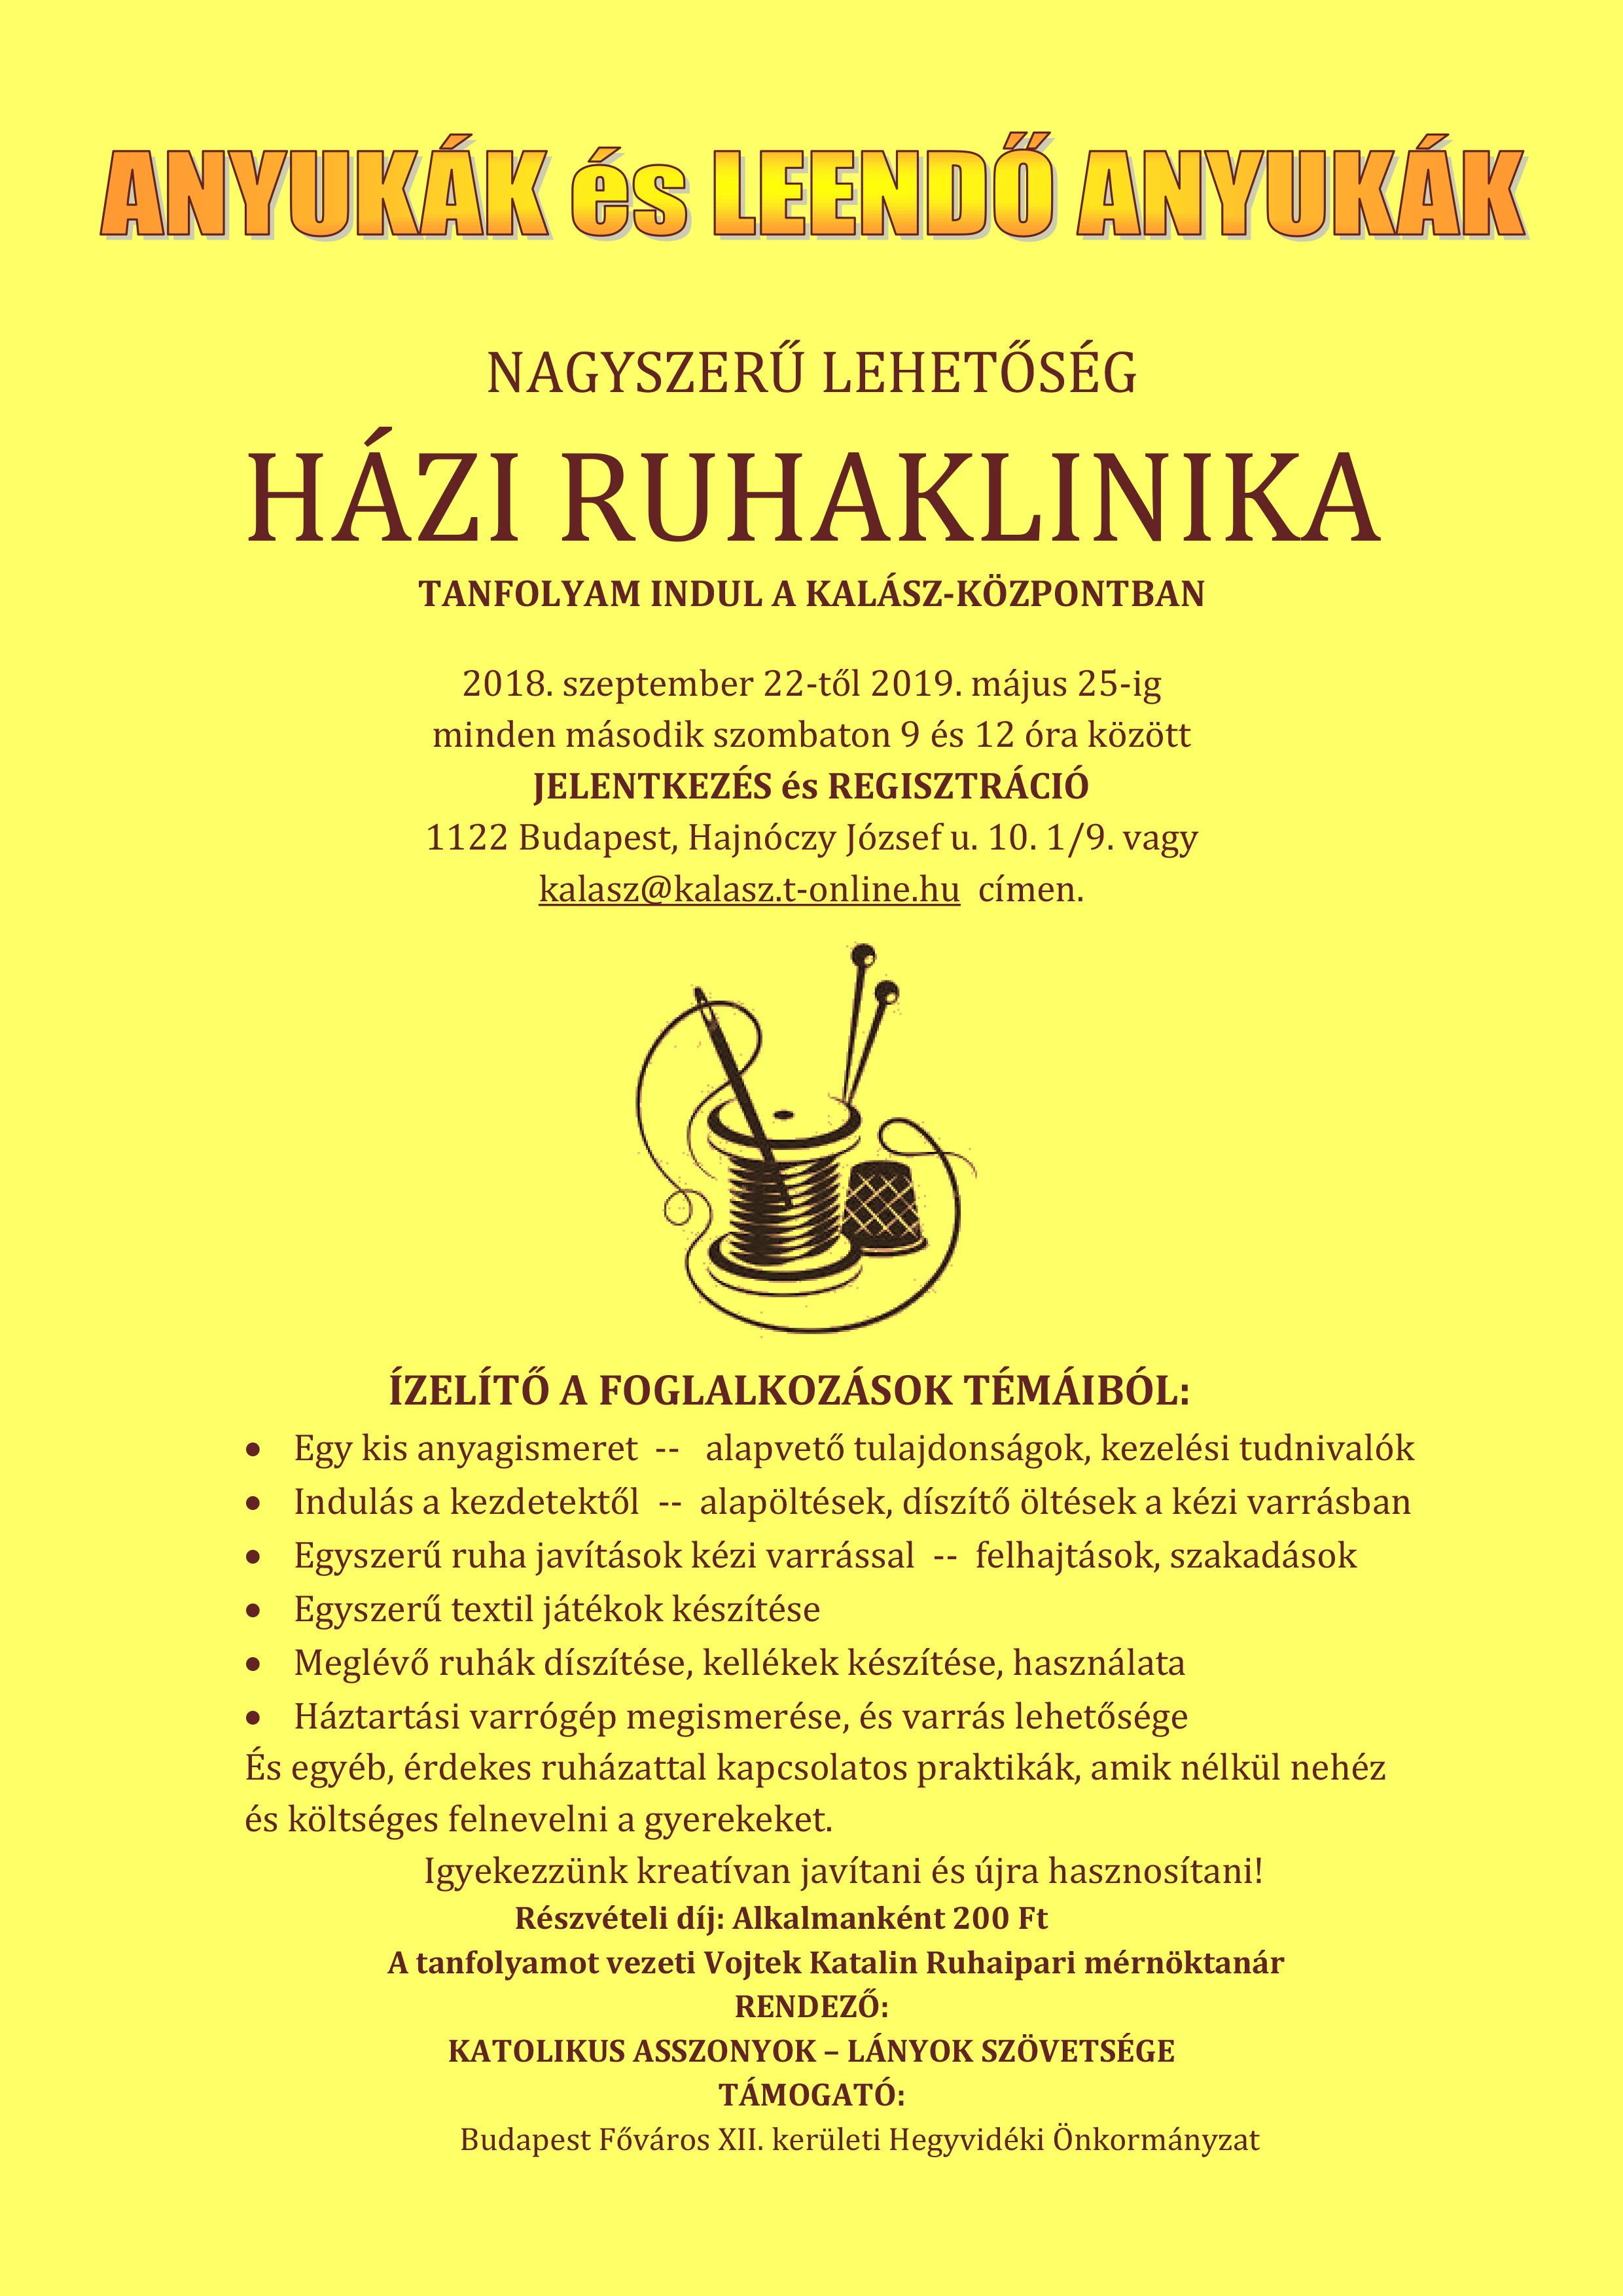 ANYUKÁK és LEENDŐ ANYUKÁK
NAGYSZERŰ LEHETŐSÉG
HÁZI RUHAKLINIKA
TANFOLYAM INDUL A KALÁSZ-KÖZPONTBAN
2018. szeptember 22-től 2019. május 25-ig
minden második szombaton 9 és 12 óra között
JELENTKEZÉS és REGISZTRÁCIÓ
1122 Budapest, Hajnóczy József u. 10. 1/9. vagy
kalasz@kalasz.t-online.hu címen.
ÍZELÍTŐ A FOGLALKOZÁSOK TÉMÁIBÓL:
• Egy kis anyagismeret -- alapvető tulajdonságok, kezelési tudnivalók
• Indulás a kezdetektől -- alapöltések, díszítő öltések a kézi varrásban
• Egyszerű ruha javítások kézi varrással -- felhajtások, szakadások
• Egyszerű textil játékok készítése
• Meglévő ruhák díszítése, kellékek készítése, használata
• Háztartási varrógép megismerése, és varrás lehetősége
És egyéb, érdekes ruházattal kapcsolatos praktikák, amik nélkül nehéz
és költséges felnevelni a gyerekeket.
Igyekezzünk kreatívan javítani és újra hasznosítani!
Részvételi díj: Alkalmanként 200 Ft
A tanfolyamot vezeti Vojtek Katalin Ruhaipari mérnöktanár
RENDEZŐ:
KATOLIKUS ASSZONYOK – LÁNYOK SZÖVETSÉGE
TÁMOGATÓ:
Budapest Főváros XII. kerületi Hegyvidéki Önkormányzat